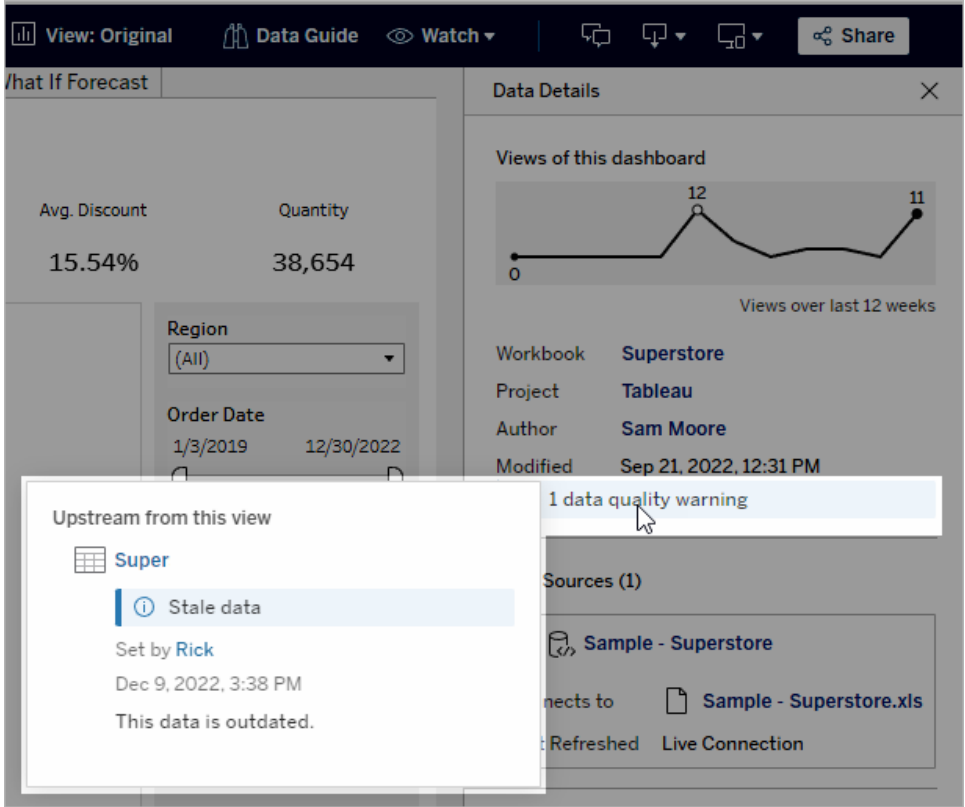 View: Original Data Guide Watch Share
What If Forecast
Data Details
Views of this dashboard
12
11
0
Views over last 12 weeks
Avg. Discount Quantity
15.54% 38,654
Region
(All)
Order Date
1/3/2019 12/30/2022
Workbook Superstore
Project Tableau
Author Sam Moore
Modified Sep 21, 2022, 12:31 PM
1 data quality warning
Upstream from this view
Super
Stale data
Set by Rick
Dec 9, 2022, 3:38 PM
This data is outdated.
Sources (1)
Sample - Superstore
nects to Sample - Superstore.xls
t Refreshed Live Connection